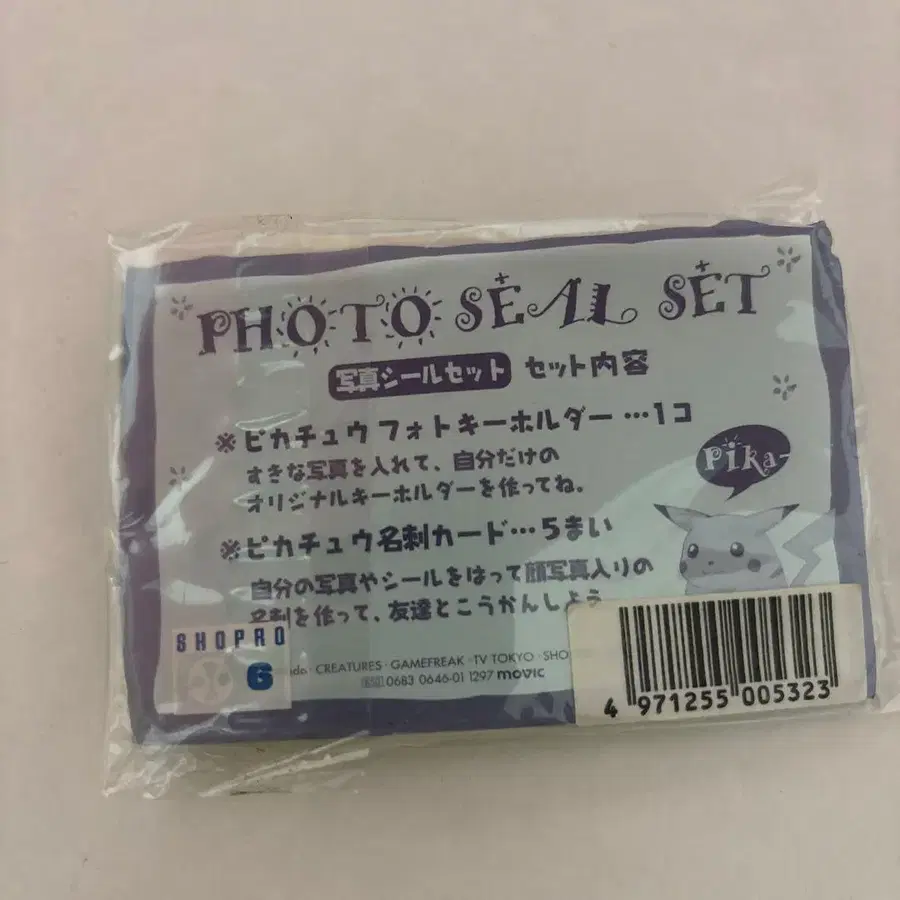 PHOTO SEAL SET
写真シールセット セット内容
※ピカチュウフォトキーホルダー…1コ
すきな写真を入れて、自分だけの
オリジナルキーホルダーを作ってね。
Pika-
※ピカチュウ名刺カード…5まい
自分の写真やシールをはって顔写真入りの
名刺を作って、友達とこうかんしよう
SHOPRO
6
CREATURES・GAMEFREAK・TV TOKYO・SHO
0683 0646-01 1297 movic
4 971255 005323